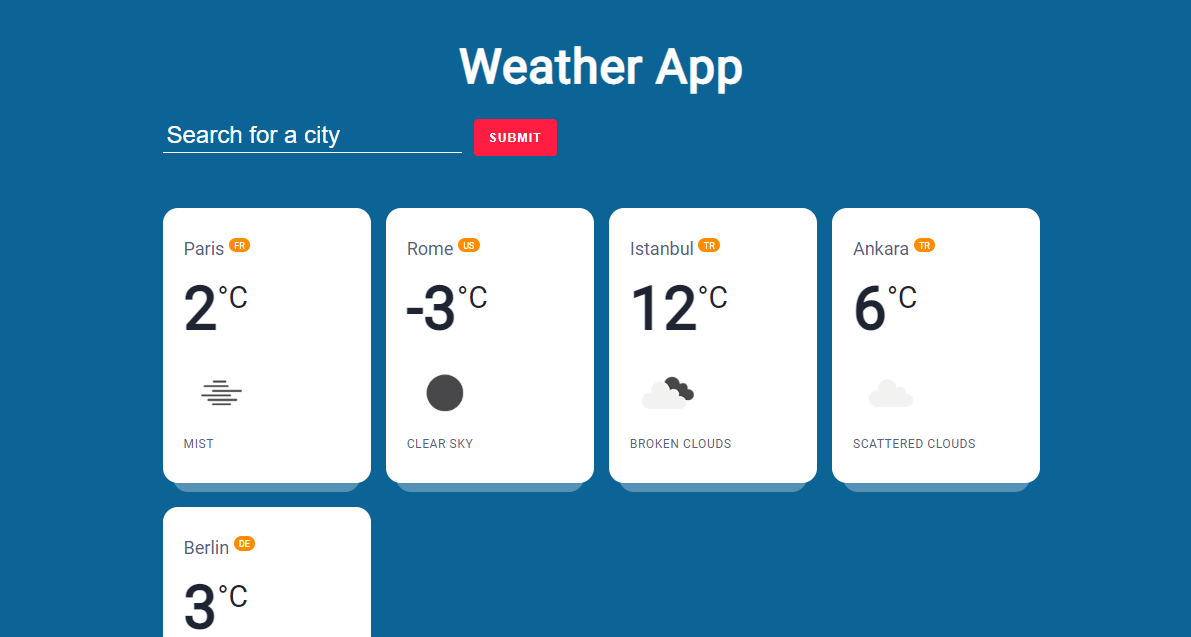 Weather App
Search for a city
SUBMIT
Paris FR
2°C
MIST
Rome US
-3°C
CLEAR SKY
Istanbul TR
12°C
BROKEN CLOUDS
Ankara TR
6°C
SCATTERED CLOUDS
Berlin DE
3°C